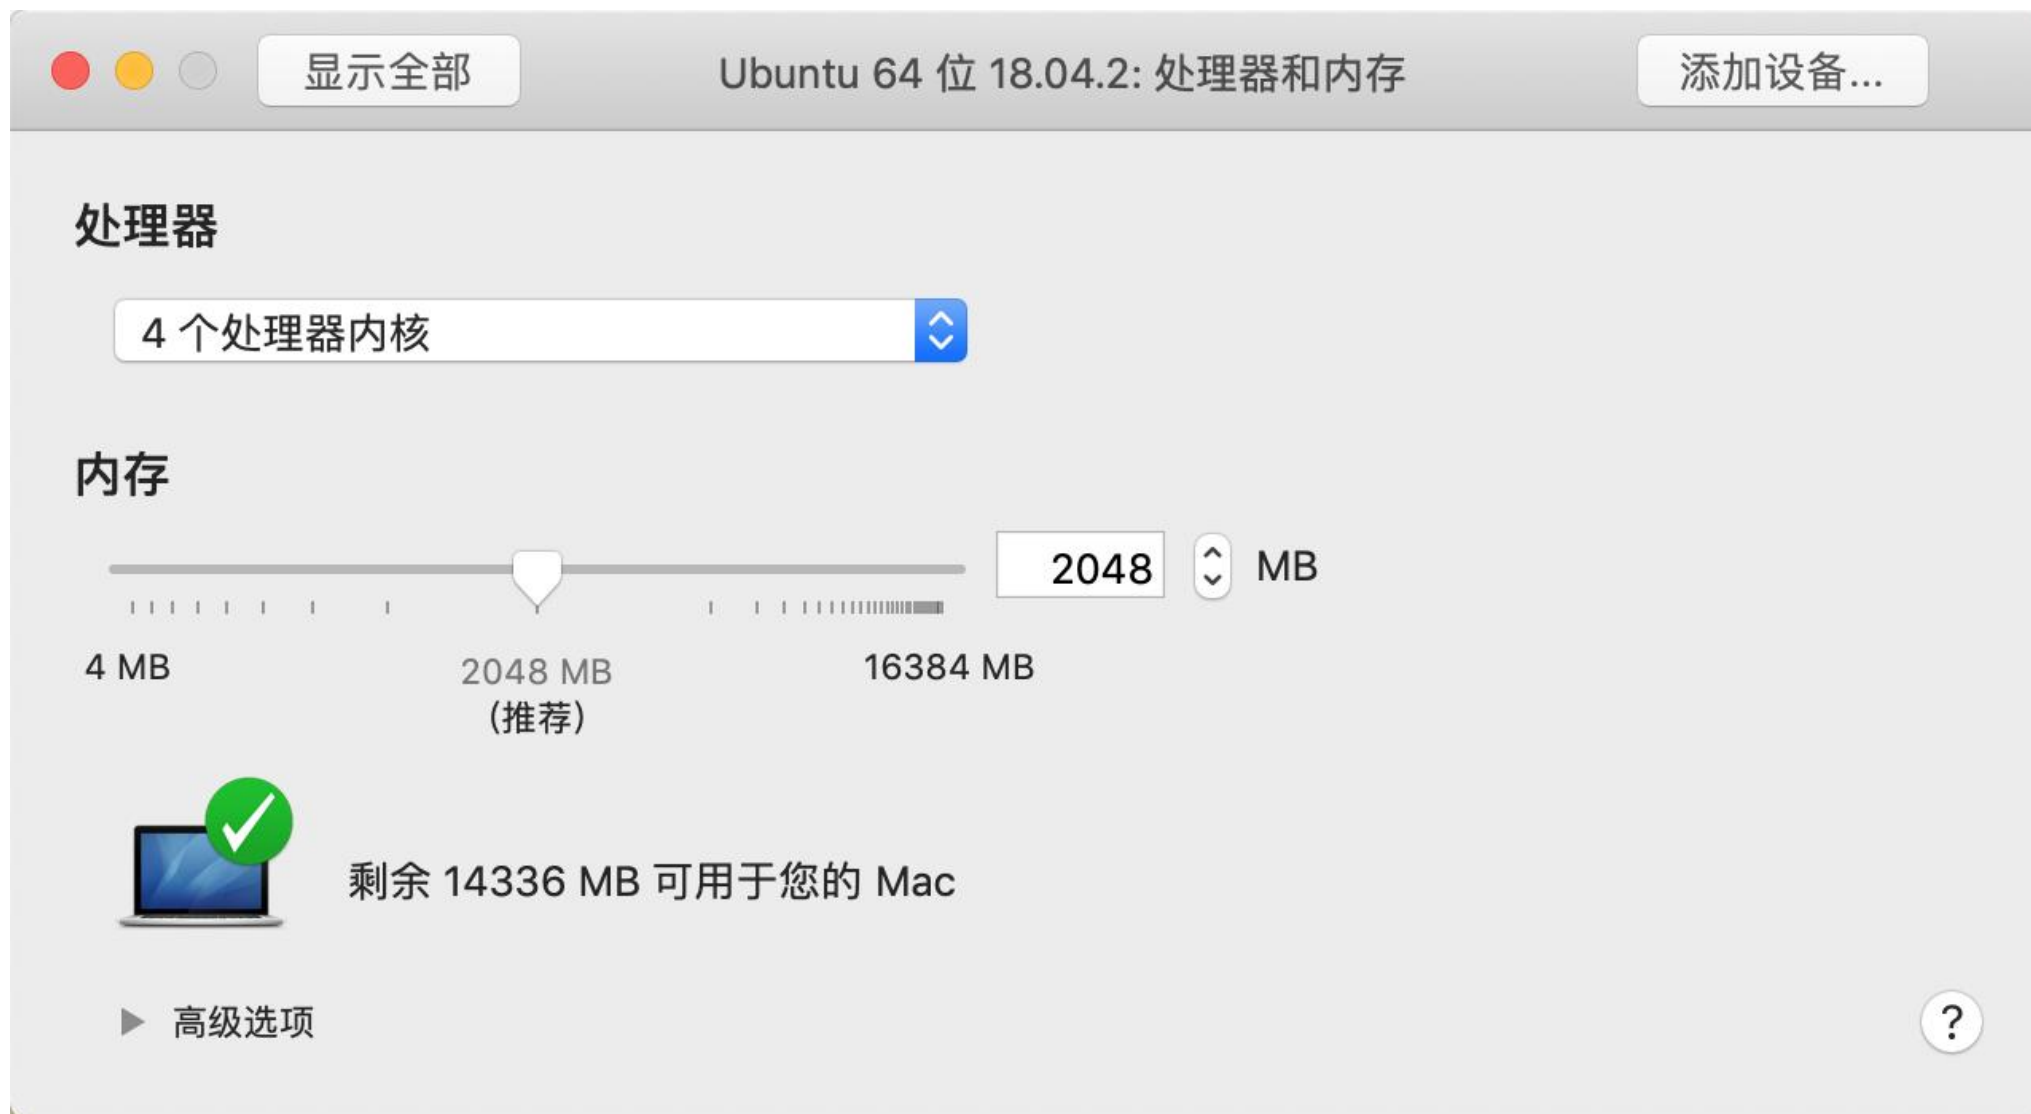 显示全部
Ubuntu 64 位 18.04.2: 处理器和内存
添加设备...
处理器
4 个处理器内核
内存
2048 MB
4 MB
2048 MB
(推荐)
16384 MB
剩余 14336 MB 可用于您的 Mac
高级选项
?